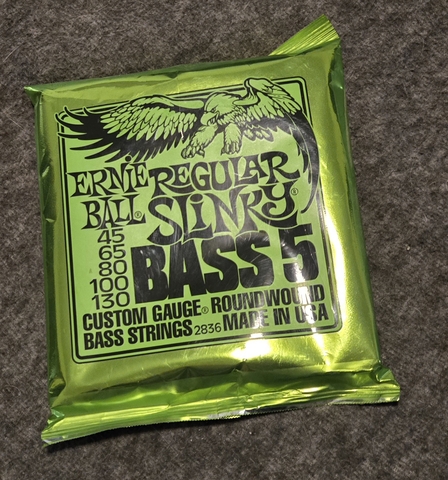 ERNIE BALL®
REGULAR SLINKY®
45
65
80
100
130
BASS 5
CUSTOM GAUGE® ROUNDWOUND
BASS STRINGS 2836 MADE IN USA